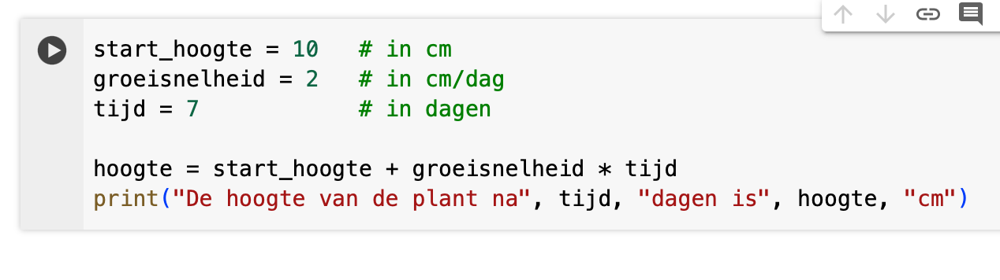 start_hoogte = 10   # in cm
groeisnelheid = 2   # in cm/dag
tijd = 7            # in dagen
hoogte = start_hoogte + groeisnelheid * tijd
print("De hoogte van de plant na", tijd, "dagen is", hoogte, "cm")